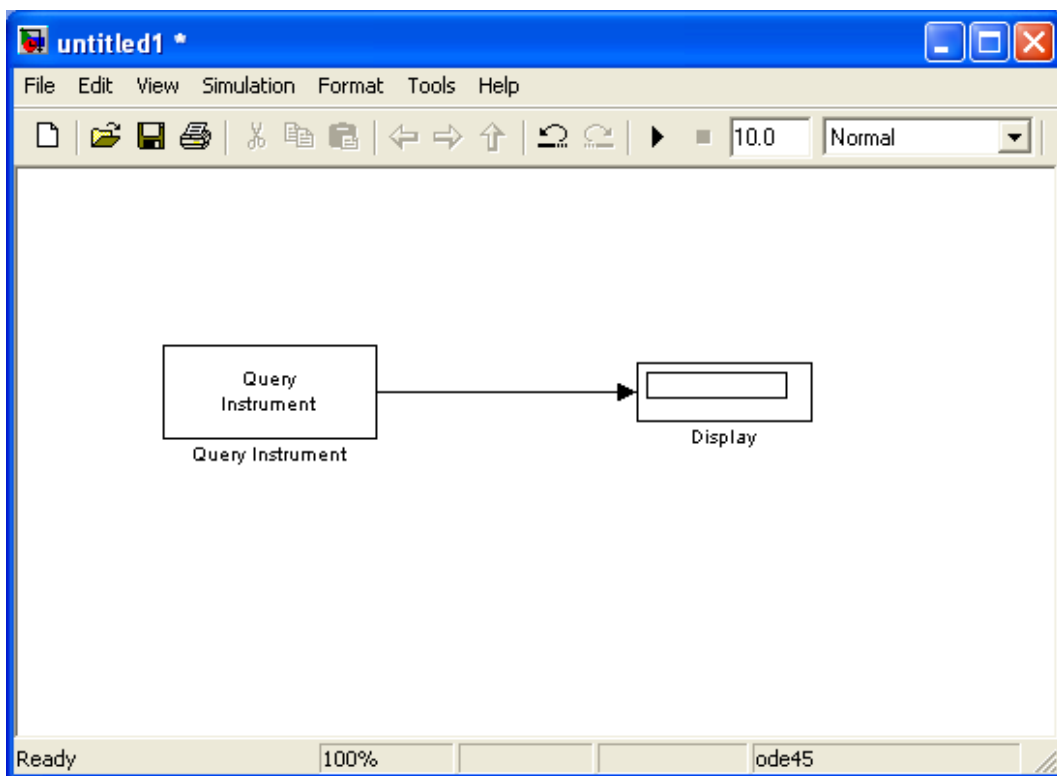 untitled1 *
File Edit View Simulation Format Tools Help
10.0 Normal
Query
Instrument
Query Instrument
Display
Ready 100% ode45